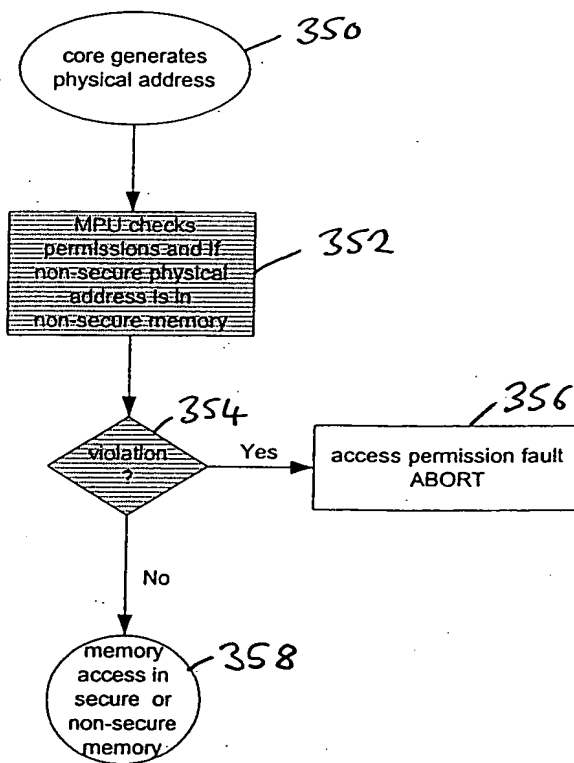 core generates
physical address
350
MPU checks
permissions and if
non-secure physical
address is in
non-secure memory
352
violation
?
354
Yes
access permission fault
ABORT
356
No
memory
access in
secure or
non-secure
memory
358